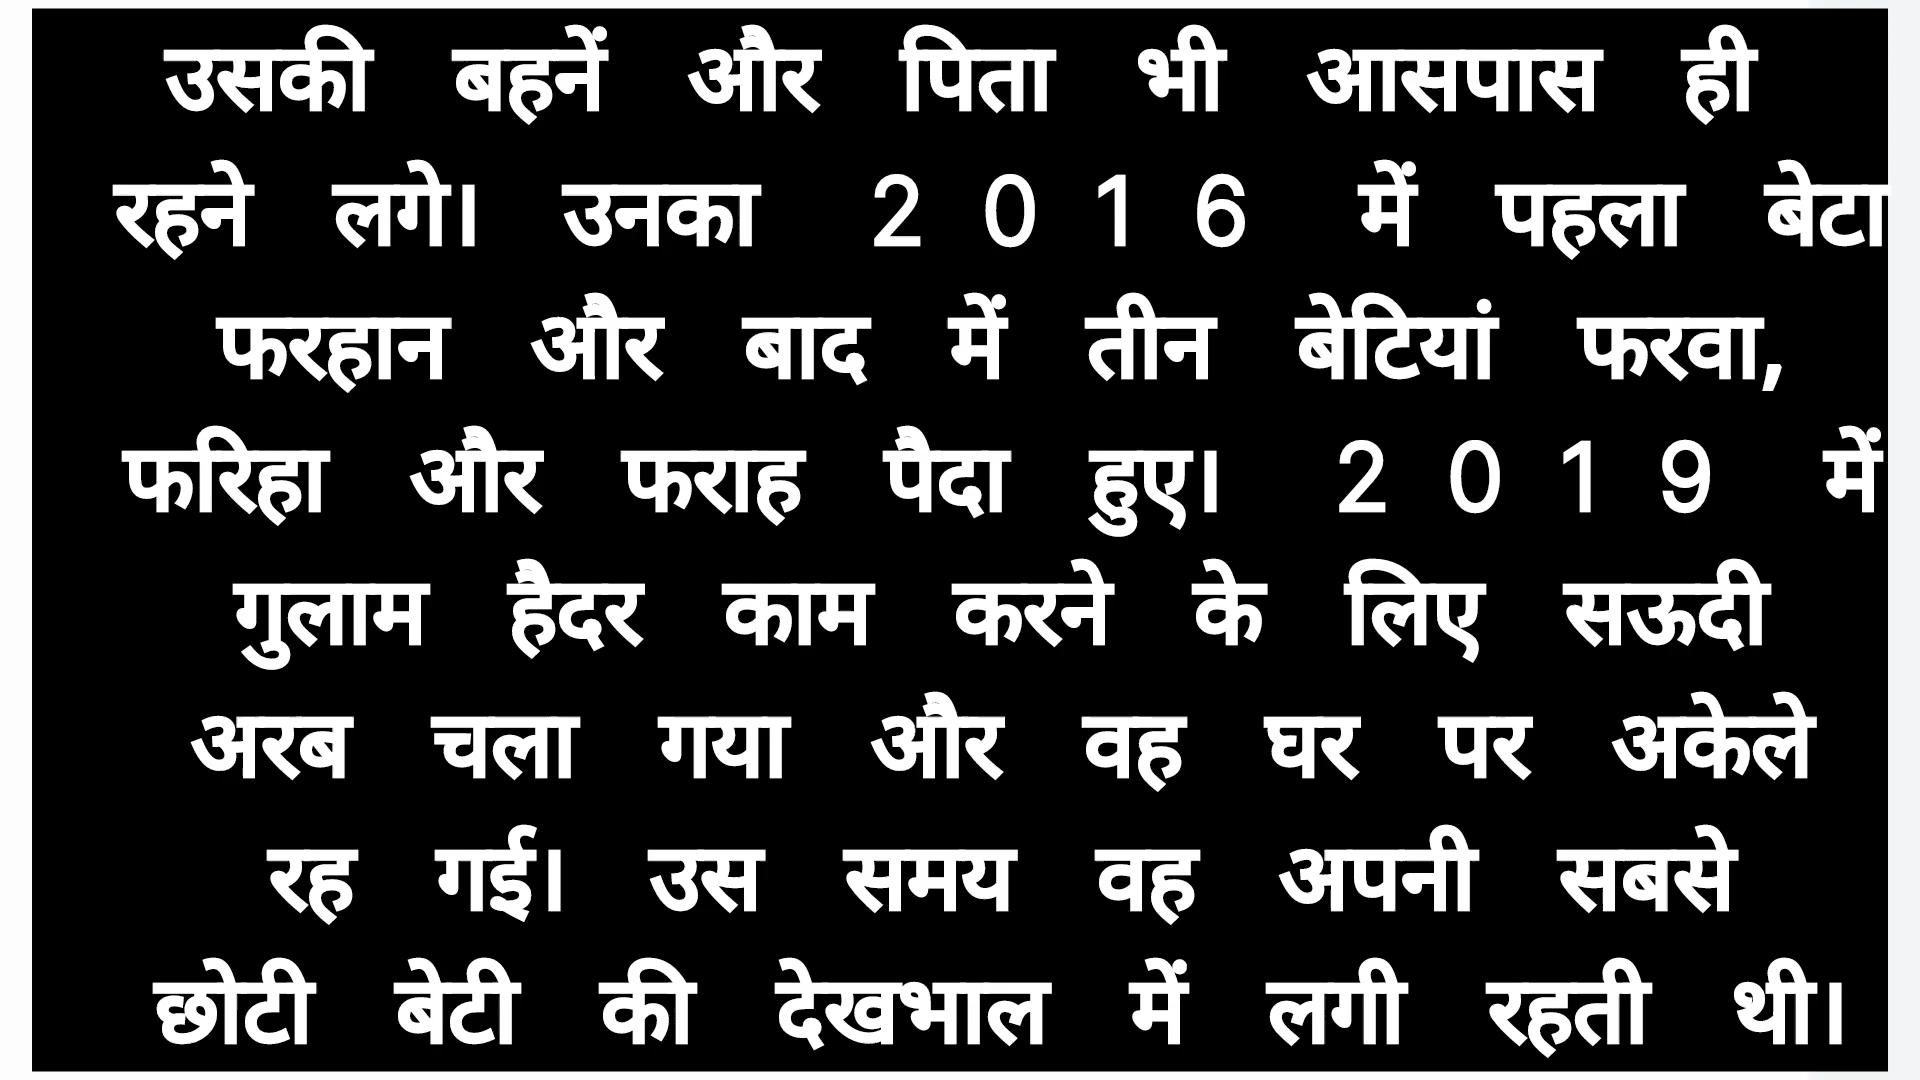 उसकी बहनें और पिता भी आसपास ही
रहने लगे। उनका 2016 में पहला बेटा
फरहान और बाद में तीन बेटियां फरवा,
फरिहा और फराह पैदा हुए। 2019 में
गुलाम हैदर काम करने के लिए सऊदी
अरब चला गया और वह घर पर अकेले
रह गई। उस समय वह अपनी सबसे
छोटी बेटी की देखभाल में लगी रहती थी।